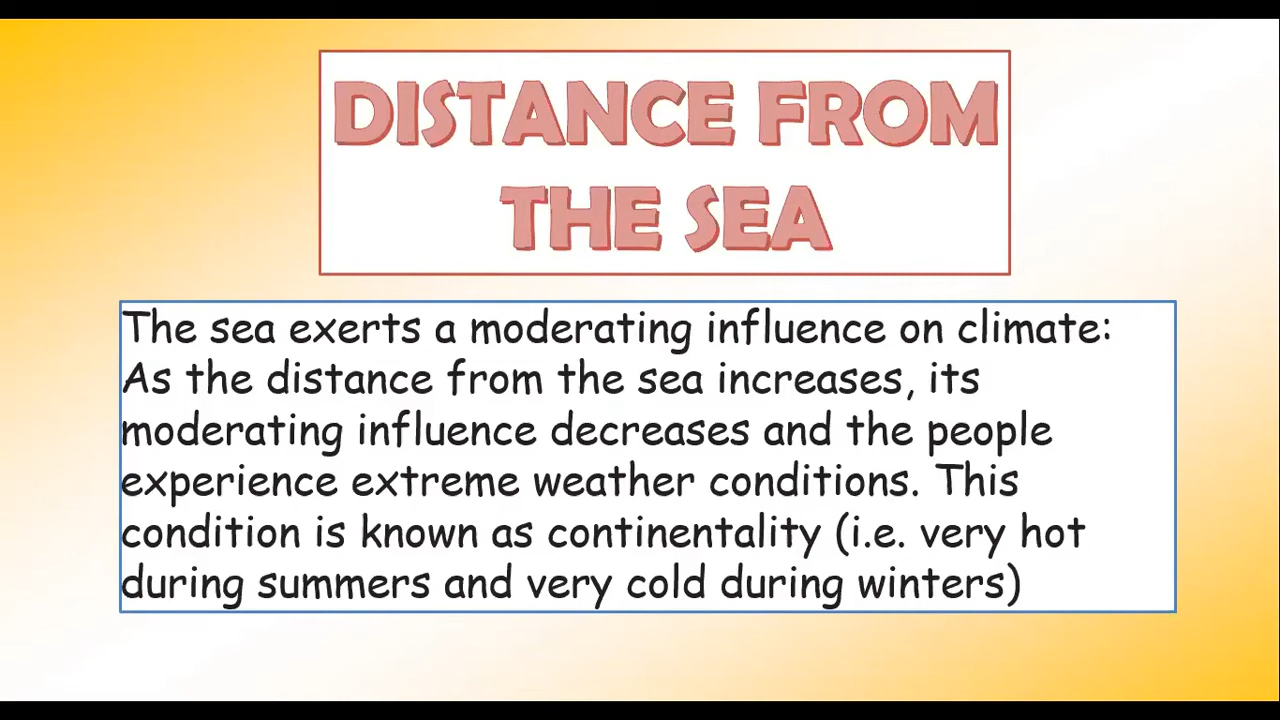 DISTANCE FROM
THE SEA
The sea exerts a moderating influence on climate:
As the distance from the sea increases, its
moderating influence decreases and the people
experience extreme weather conditions. This
condition is known as continentality (i.e. very hot
during summers and very cold during winters)